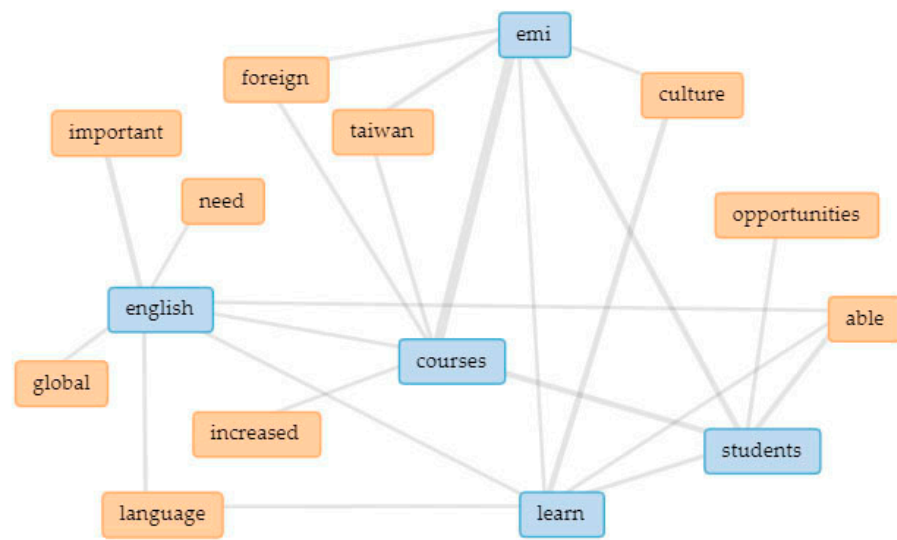 emi
foreign
culture
taiwan
important
need
opportunities
english
able
courses
global
increased
students
language
learn